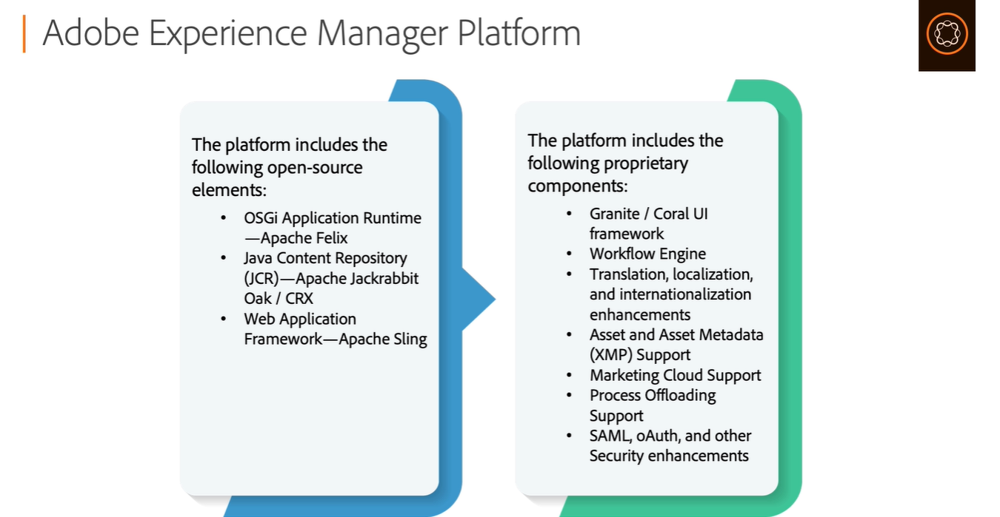 Adobe Experience Manager Platform
The platform includes the
following open-source
elements:
• OSGi Application Runtime
—Apache Felix
• Java Content Repository
(JCR)—Apache Jackrabbit
Oak / CRX
• Web Application
Framework—Apache Sling
The platform includes the
following proprietary
components:
• Granite / Coral UI
framework
• Workflow Engine
• Translation, localization,
and internationalization
enhancements
• Asset and Asset Metadata
(XMP) Support
• Marketing Cloud Support
• Process Offloading
Support
• SAML, oAuth, and other
Security enhancements